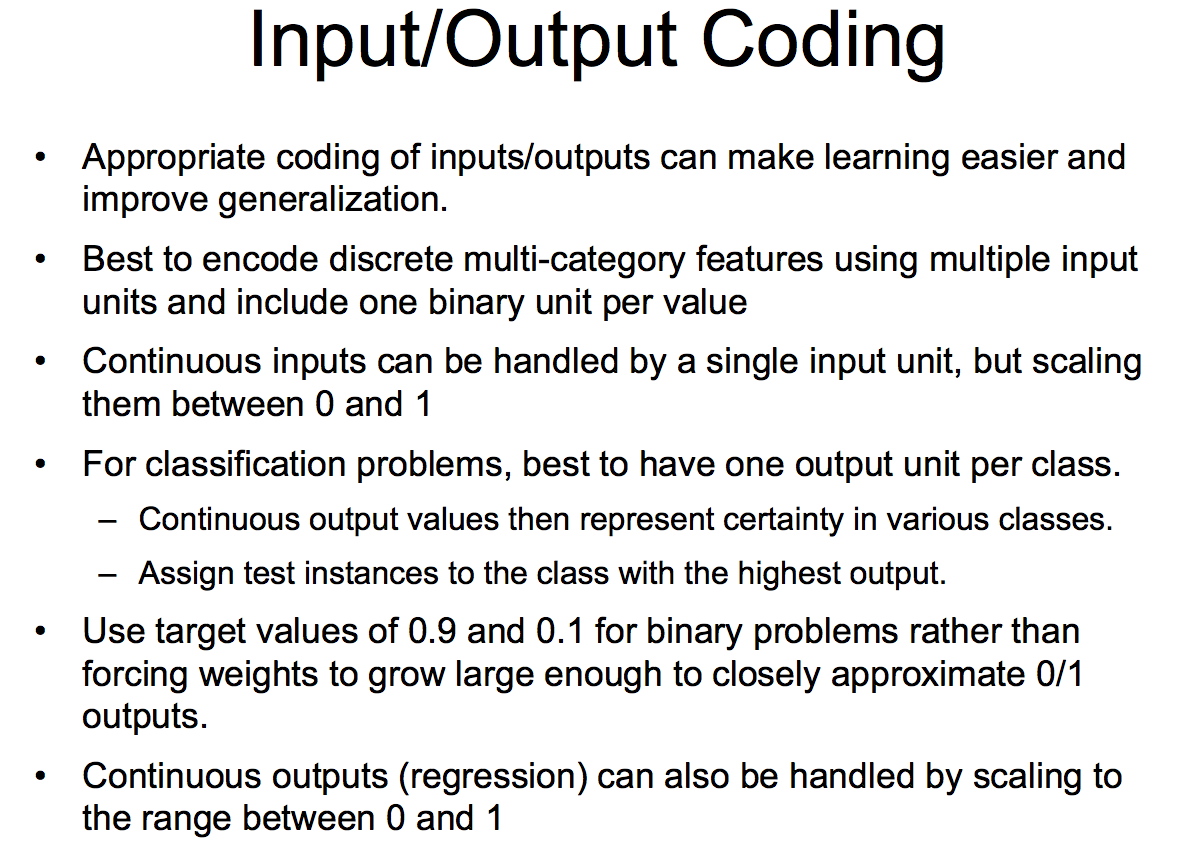 Input/Output Coding
• Appropriate coding of inputs/outputs can make learning easier and
improve generalization.
• Best to encode discrete multi-category features using multiple input
units and include one binary unit per value
• Continuous inputs can be handled by a single input unit, but scaling
them between 0 and 1
• For classification problems, best to have one output unit per class.
– Continuous output values then represent certainty in various classes.
– Assign test instances to the class with the highest output.
• Use target values of 0.9 and 0.1 for binary problems rather than
forcing weights to grow large enough to closely approximate 0/1
outputs.
• Continuous outputs (regression) can also be handled by scaling to
the range between 0 and 1